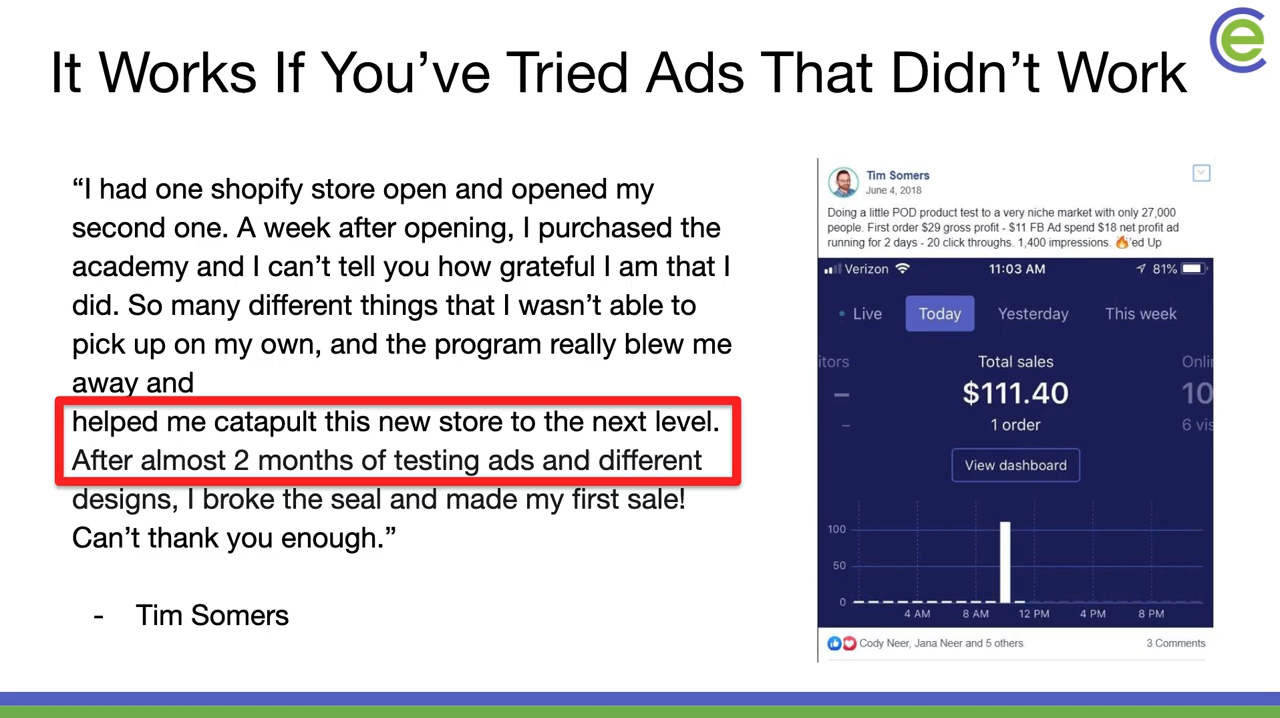 It Works If You’ve Tried Ads That Didn’t Work
e
“I had one shopify store open and opened my
second one. A week after opening, I purchased the
academy and I can’t tell you how grateful I am that I
did. So many different things that I wasn’t able to
pick up on my own, and the program really blew me
away and
helped me catapult this new store to the next level.
After almost 2 months of testing ads and different
designs, I broke the seal and made my first sale!
Can’t thank you enough.”
- Tim Somers
Tim Somers
June 4, 2018
Doing a little POD product test to a very niche market with only 27,000
people. First order $29 gross profit - $11 FB Ad spend $18 net profit ad
running for 2 days - 20 click throughs. 1,400 impressions. 🔥'ed Up
Verizon 11:03 AM 81%
• Live Today Yesterday This week
itors Total sales Onli
– $111.40 10
– 1 order 6 vis
View dashboard
100
50
0
4 AM 8 AM 12 PM 4 PM 8 PM
Cody Neer, Jana Neer and 5 others 3 Comments